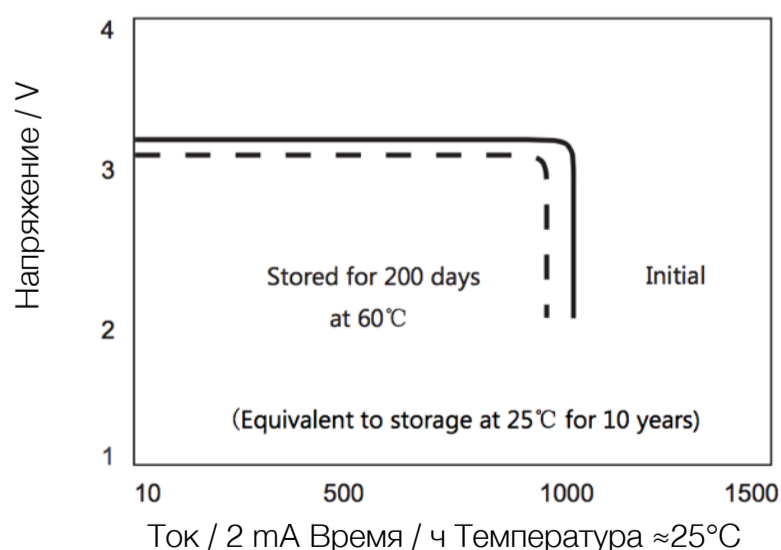 4
Напряжение / V
3
Stored for 200 days
at 60℃
Initial
2
(Equivalent to storage at 25℃ for 10 years)
1
10 500 1000 1500
Ток / 2 mA Время / ч Температура ≈25°C